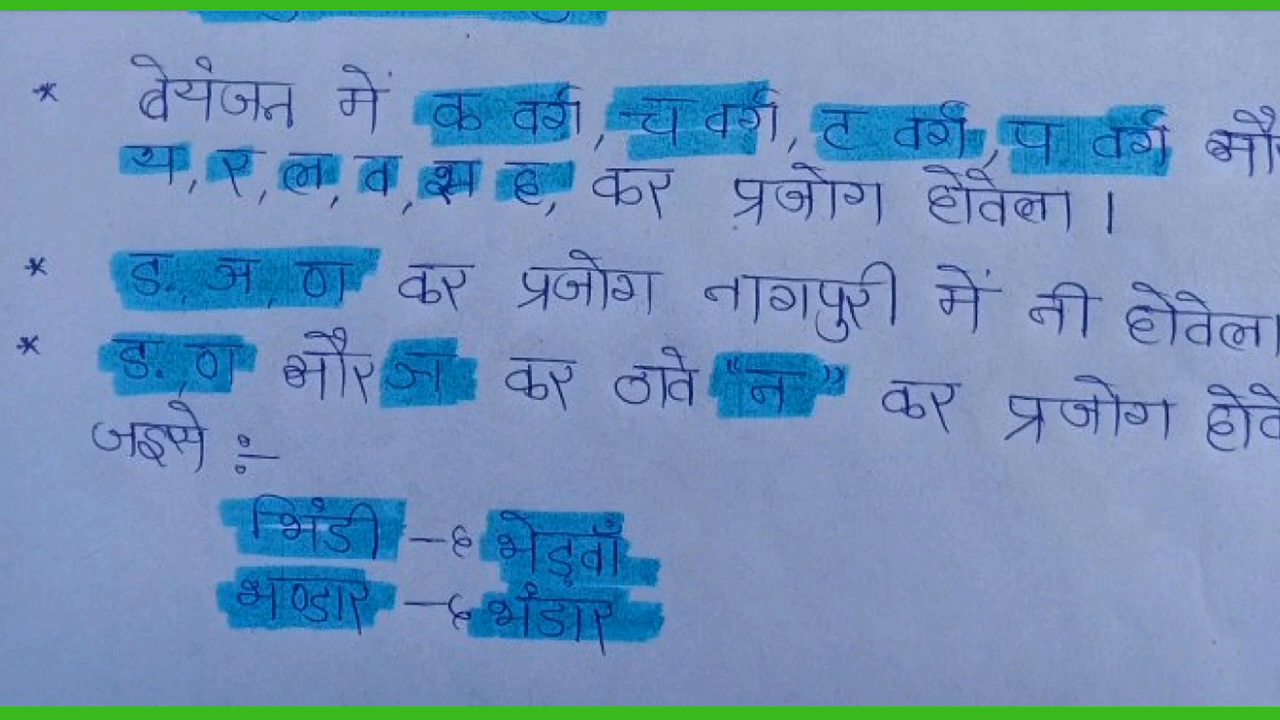 * वेयंजन में क वर्ग, च वर्ग, ट वर्ग, प वर्ग और
य, र, ल, व, श ह, कर प्रजोग होवेला ।
* ङ, ञ, ण कर प्रजोग नागपुरी में नी होवेला
* ङ, ण और ञ कर ठावे "न" कर प्रजोग होवे
जइसे :-
भिंडी → भेड़वाँ
भण्डार → भंडार